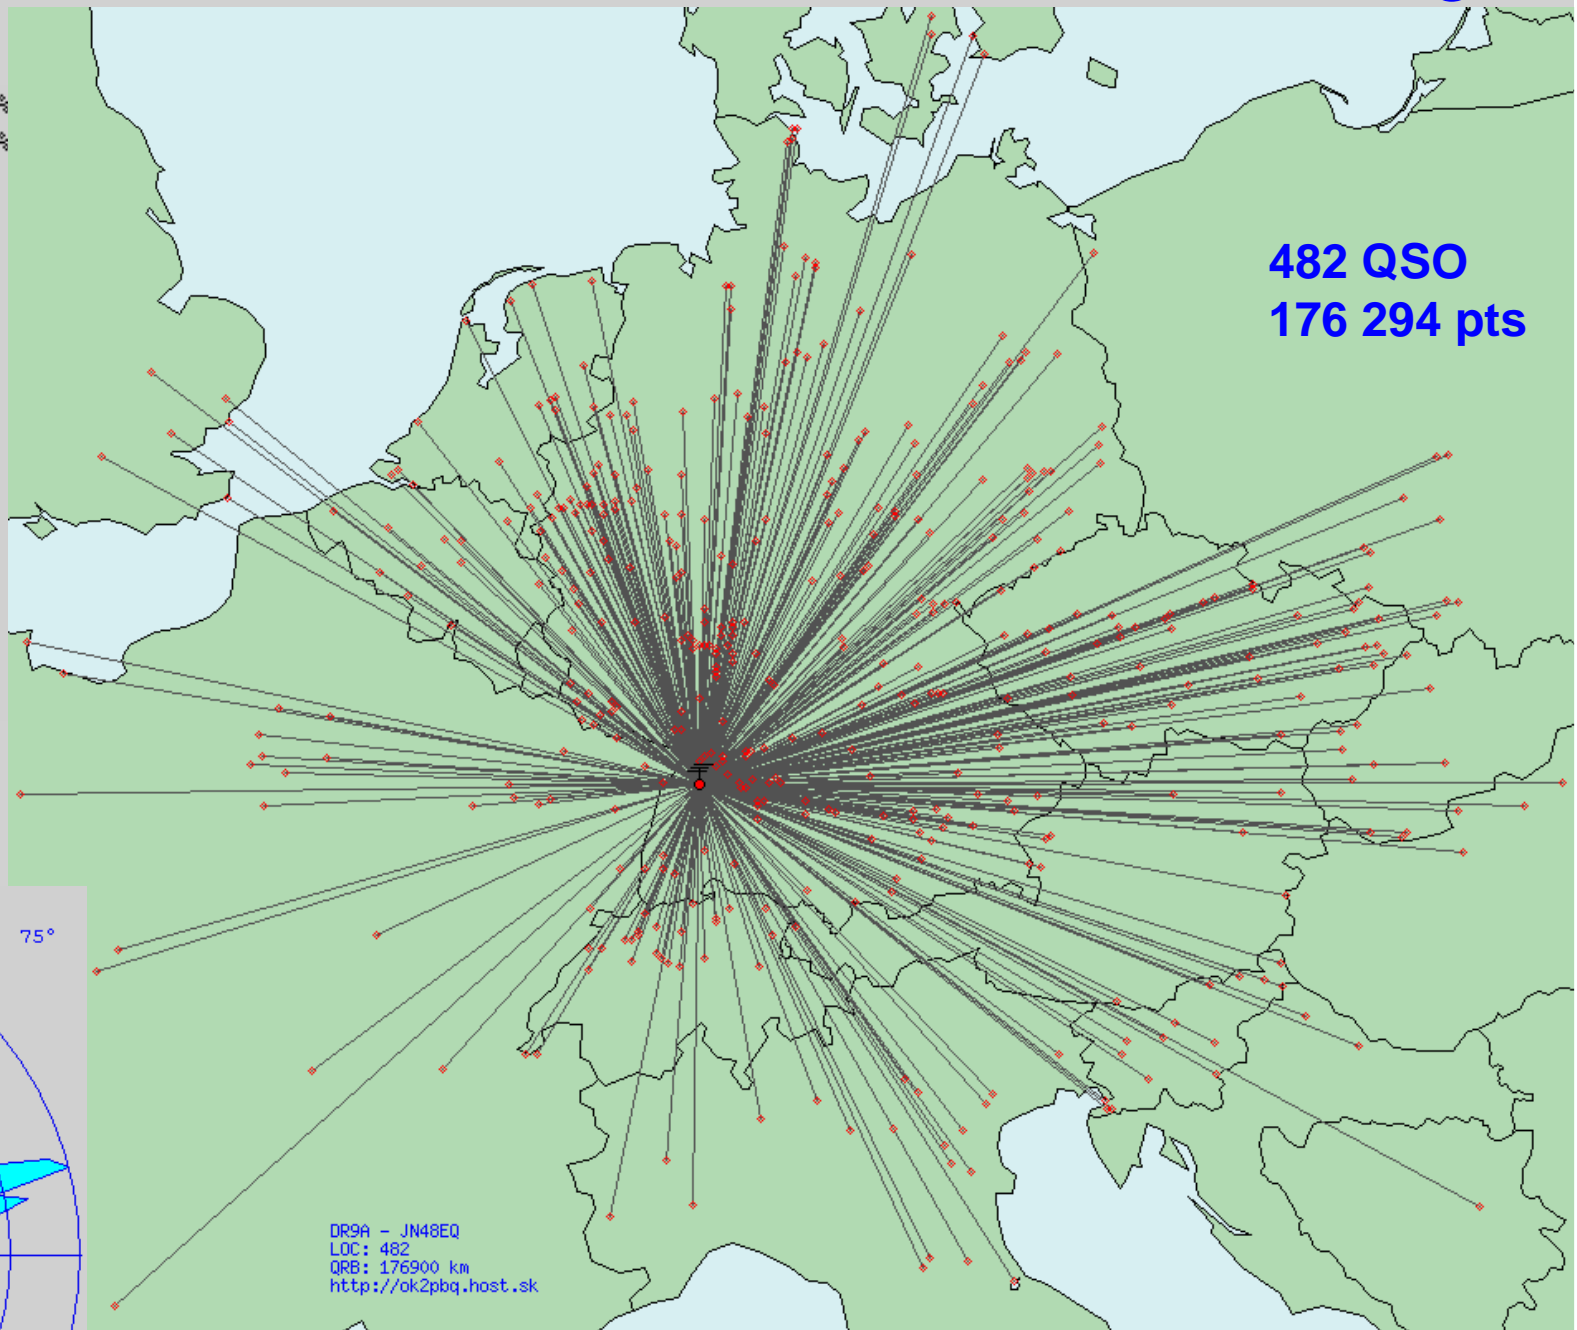 482 QSO
176 294 pts
75°
DR9A - JN48EQ
LOC: 482
QRB: 176900 km
http://ok2pbq.host.sk